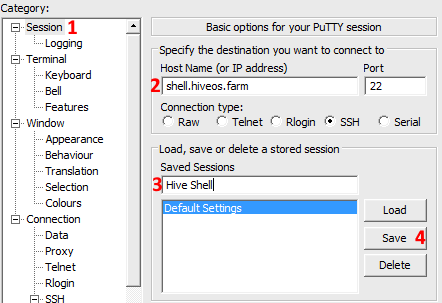 Category:
Session 1
Logging
Terminal
Keyboard
Bell
Features
Window
Appearance
Behaviour
Translation
Selection
Colours
Connection
Data
Proxy
Telnet
Rlogin
SSH
Basic options for your PuTTY session
Specify the destination you want to connect to
Host Name (or IP address) Port
2 shell.hiveos.farm 22
Connection type:
Raw Telnet Rlogin SSH Serial
Load, save or delete a stored session
Saved Sessions
3 Hive Shell
Default Settings
Load
Save 4
Delete